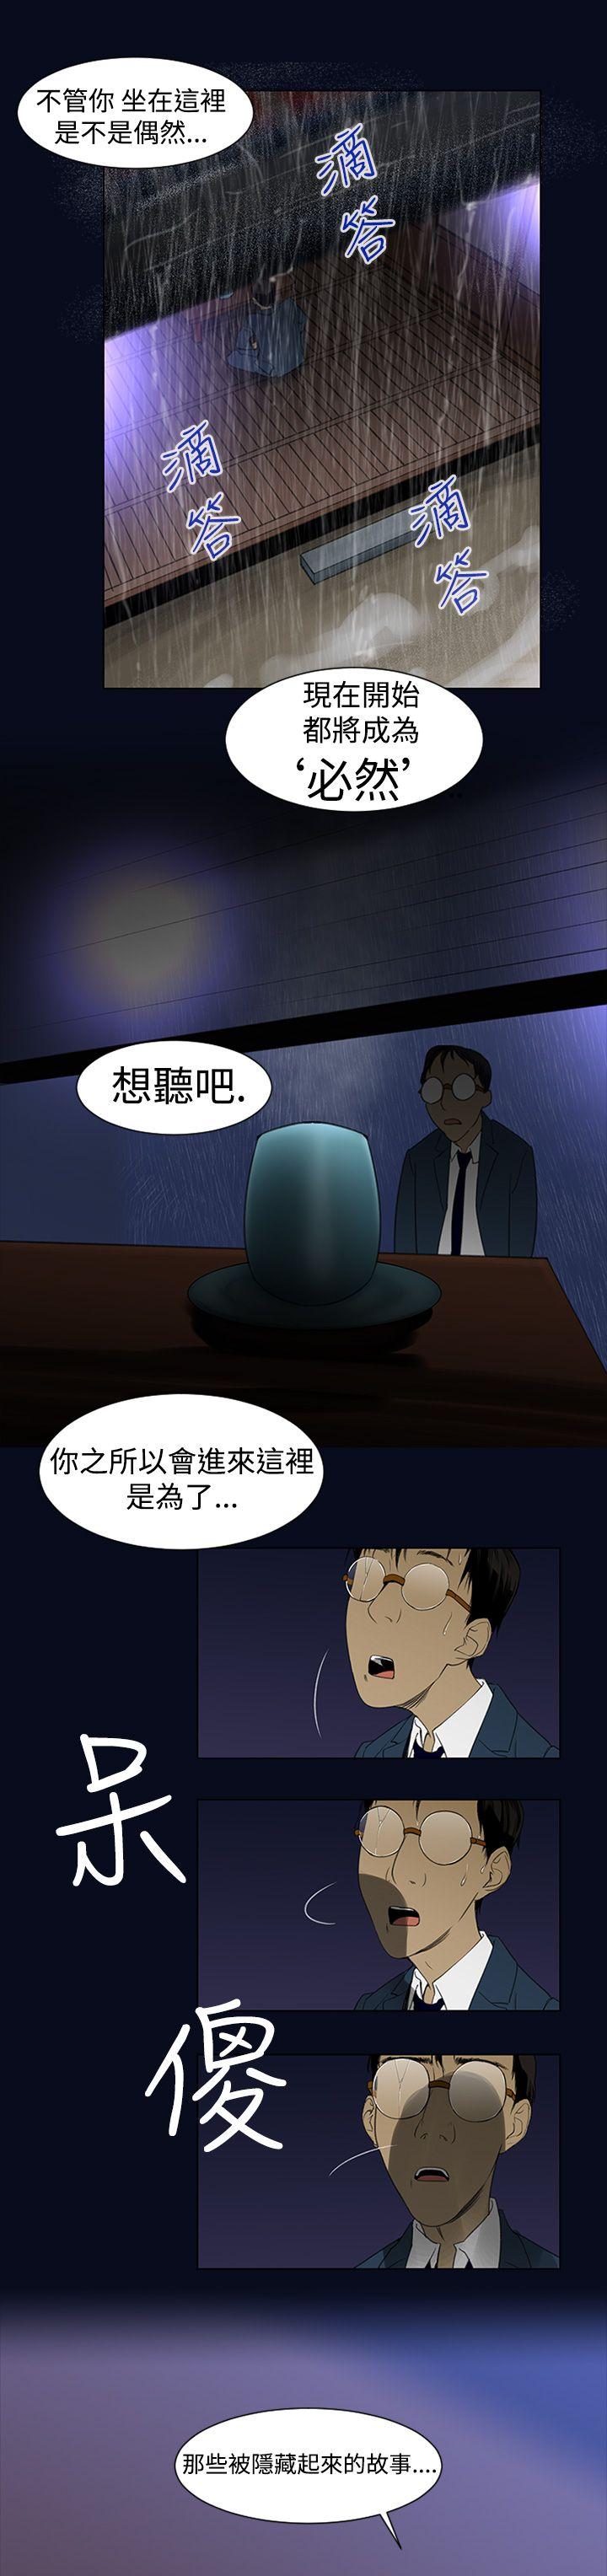 不管你 坐在這裡
是不是偶然...
滴答
滴答
滴答
現在開始
都將成為
‘必然’
想聽吧.
你之所以會進來這裡
是為了...
呆
傻
那些被隱藏起來的故事....